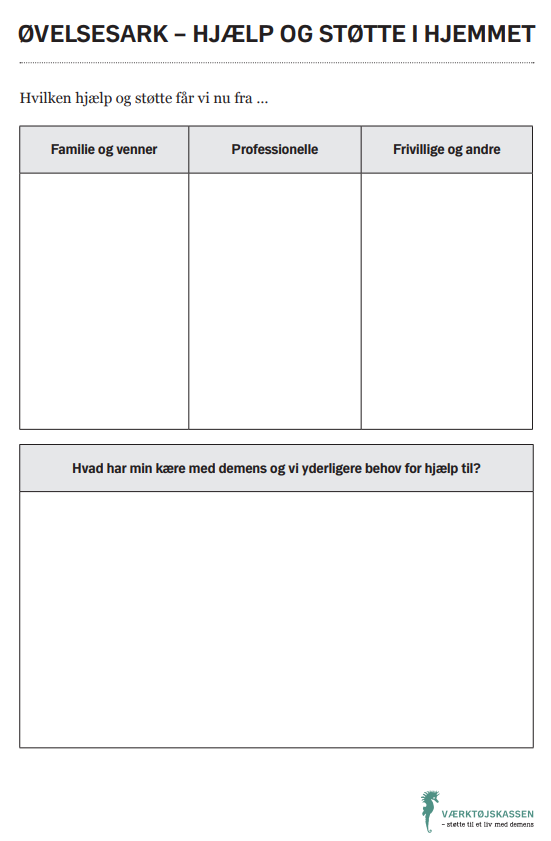 ØVELSESARK – HJÆLP OG STØTTE I HJEMMET
Hvilken hjælp og støtte får vi nu fra ...
Familie og venner
Professionelle
Frivillige og andre
Hvad har min kære med demens og vi yderligere behov for hjælp til?
VÆRKTØJSKASSEN
– støtte til et liv med demens